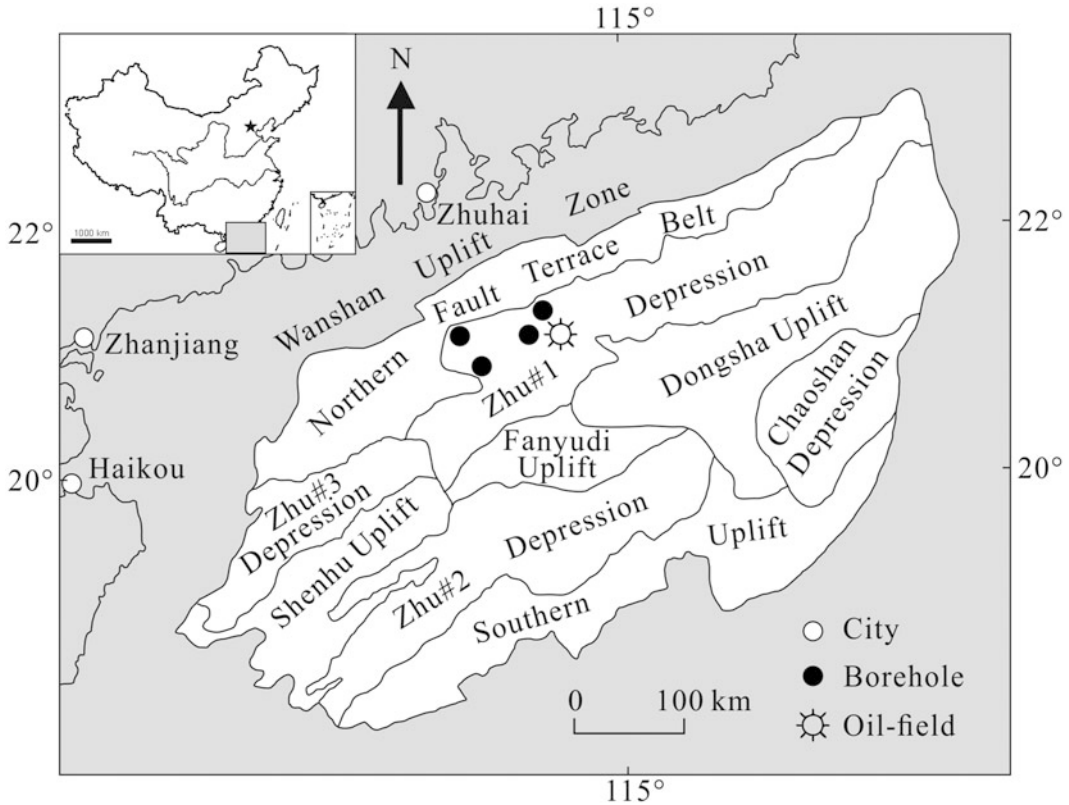 115°
N
1000 km
Zhuhai
22°
22°
Wanshan Uplift Zone
Northern Fault Terrace Belt
Zhanjiang
Zhu#1 Depression
Dongsha Uplift
Chaoshan
Depression
Haikou
20°
20°
Fanyudi
Uplift
Zhu#3
Depression
Shenhu Uplift
Zhu#2 Depression
Southern Uplift
City
Borehole
Oil-field
0 100 km
115°